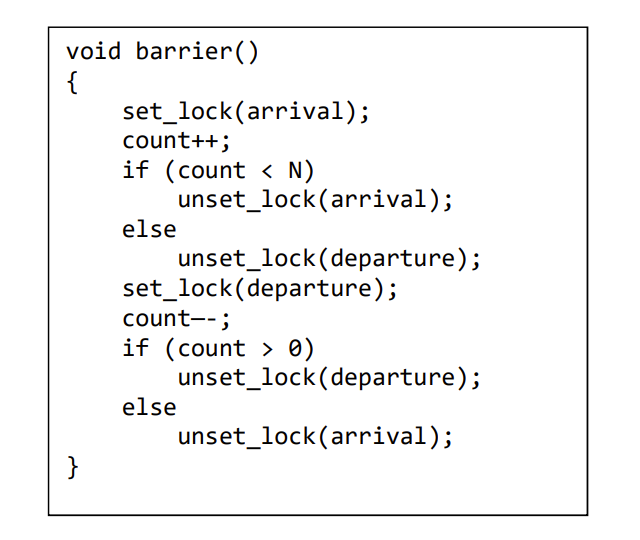 void barrier()
{
    set_lock(arrival);
    count++;
    if (count < N)
        unset_lock(arrival);
    else
        unset_lock(departure);
    set_lock(departure);
    count–-;
    if (count > 0)
        unset_lock(departure);
    else
        unset_lock(arrival);
}